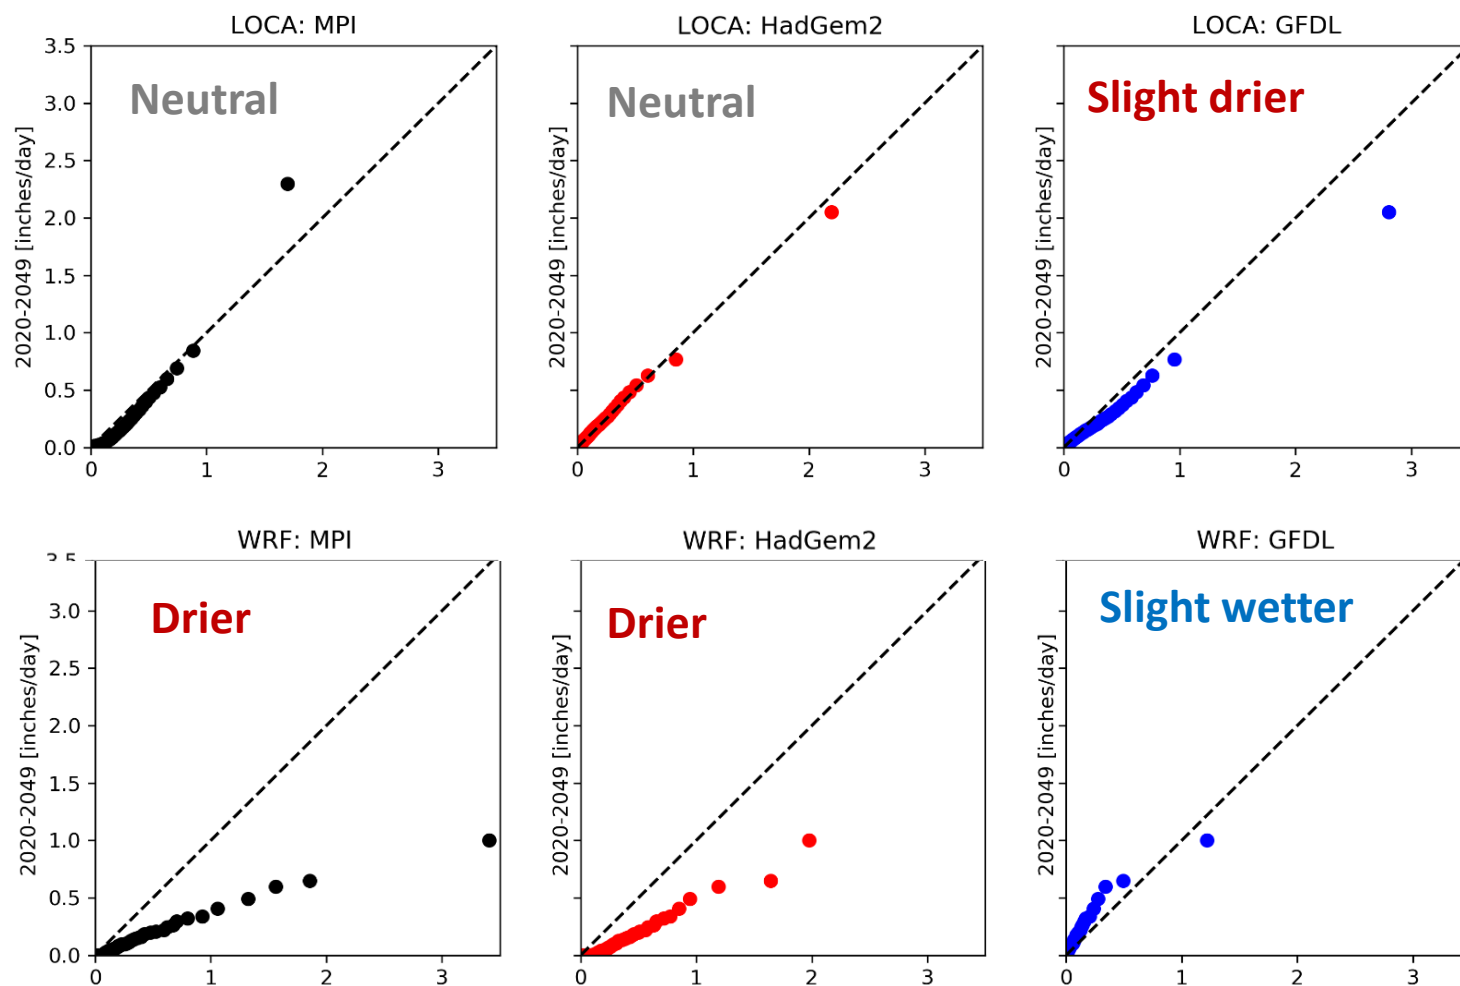 LOCA: MPI
LOCA: HadGem2
LOCA: GFDL
3.5
3.0
2.5
2.0
1.5
1.0
0.5
0.0
2020-2049 [inches/day]
Neutral
0 1 2 3
2020-2049 [inches/day]
Neutral
0 1 2 3
2020-2049 [inches/day]
Slight drier
0 1 2 3
WRF: MPI
WRF: HadGem2
WRF: GFDL
3.5
3.0
2.5
2.0
1.5
1.0
0.5
0.0
2020-2049 [inches/day]
Drier
0 1 2 3
2020-2049 [inches/day]
Drier
0 1 2 3
2020-2049 [inches/day]
Slight wetter
0 1 2 3